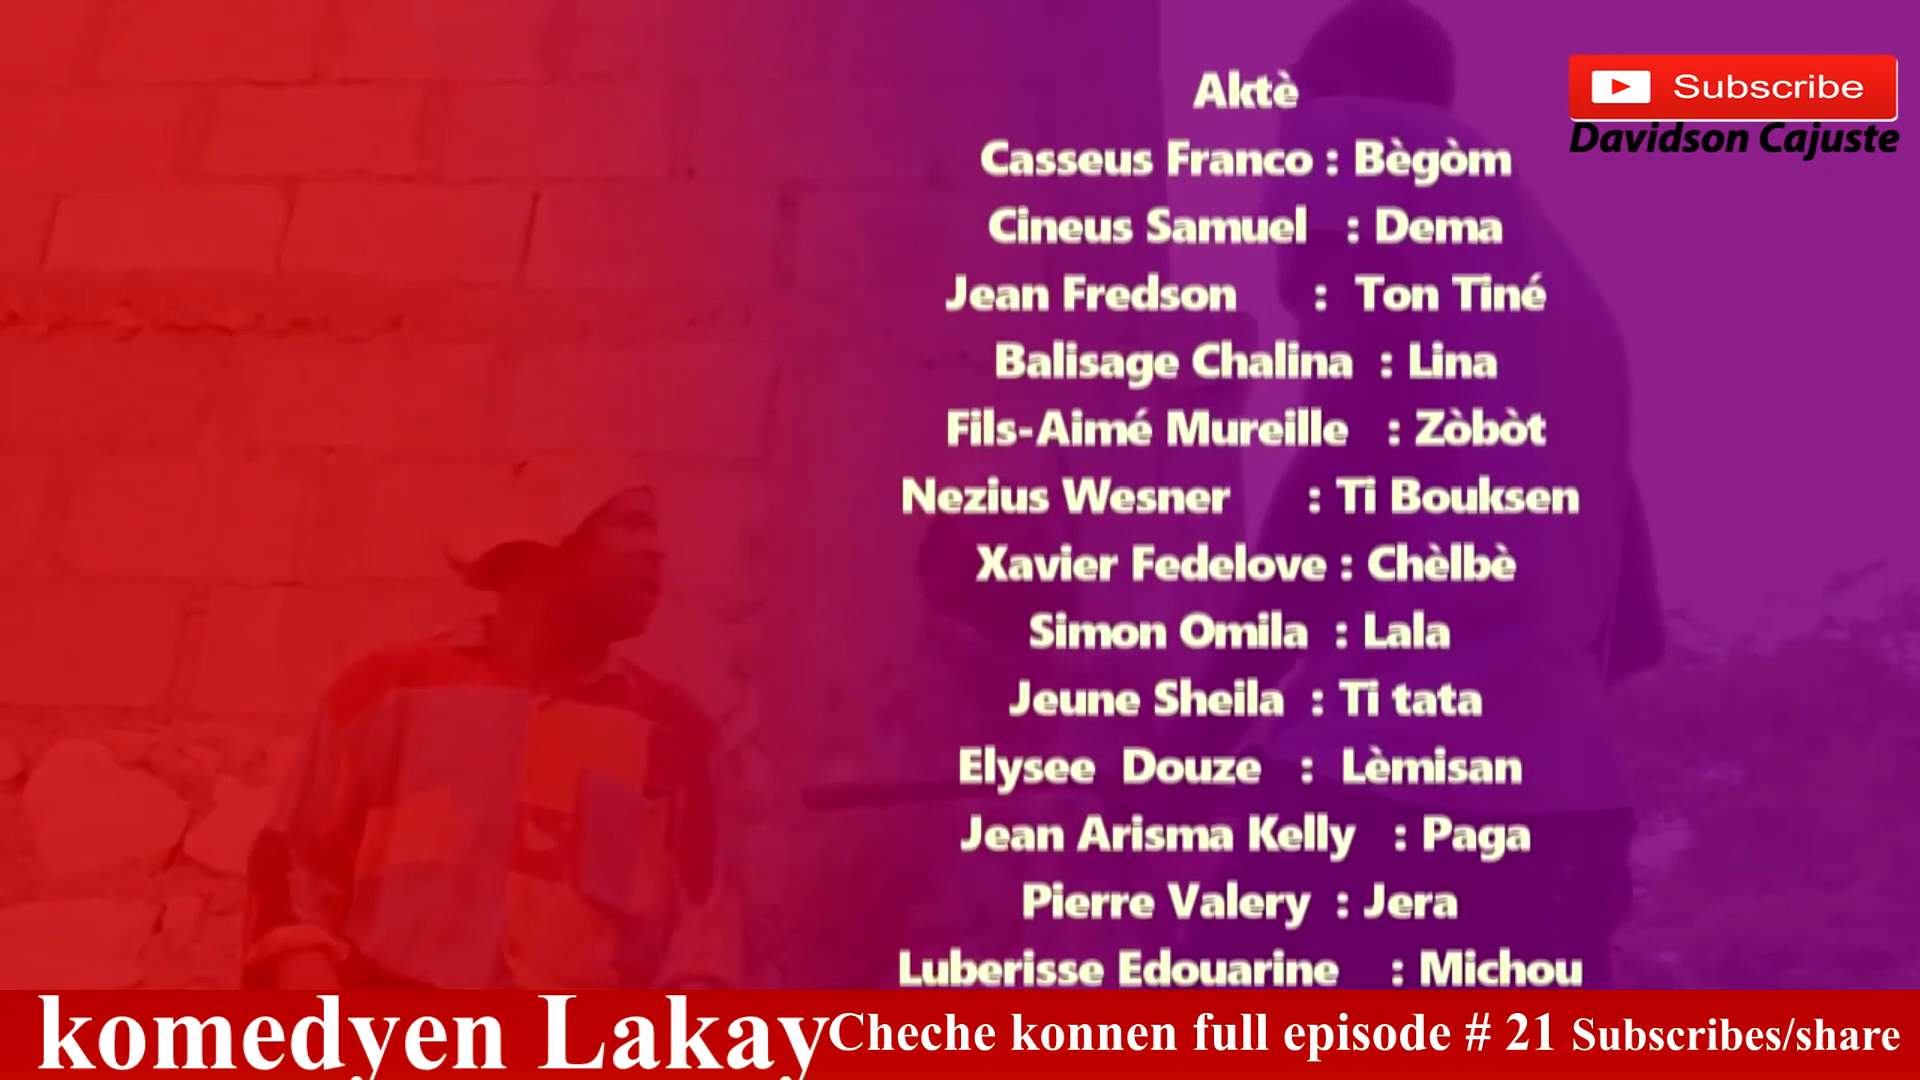 Aktè
Casseus Franco : Bègòm
Cineus Samuel : Dema
Jean Fredson : Ton Tiné
Balisage Chalina : Lina
Fils-Aimé Mureille : Zòbòt
Nezius Wesner : Ti Bouksen
Xavier Fedelove : Chèlbè
Simon Omila : Lala
Jeune Sheila : Ti tata
Elysee Douze : Lèmisan
Jean Arisma Kelly : Paga
Pierre Valery : Jera
Luberisse Edouarine : Michou
Subscribe
Davidson Cajuste
komedyen Lakay Cheche konnen full episode # 21 Subscribes/share